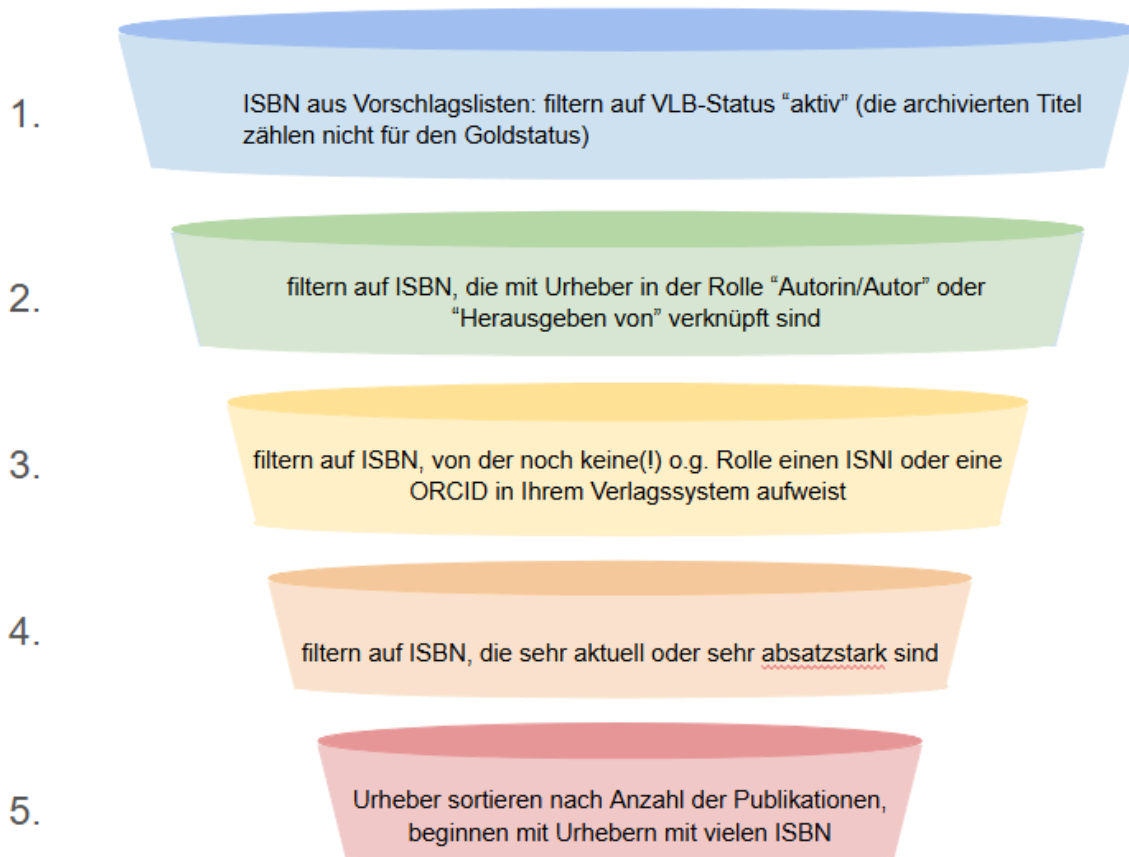 1.
ISBN aus Vorschlagslisten: filtern auf VLB-Status “aktiv” (die archivierten Titel
zählen nicht für den Goldstatus)
2.
filtern auf ISBN, die mit Urheber in der Rolle “Autorin/Autor” oder
“Herausgeben von” verknüpft sind
3.
filtern auf ISBN, von der noch keine(!) o.g. Rolle einen ISNI oder eine
ORCID in Ihrem Verlagssystem aufweist
4.
filtern auf ISBN, die sehr aktuell oder sehr absatzstark sind
5.
Urheber sortieren nach Anzahl der Publikationen,
beginnen mit Urhebern mit vielen ISBN